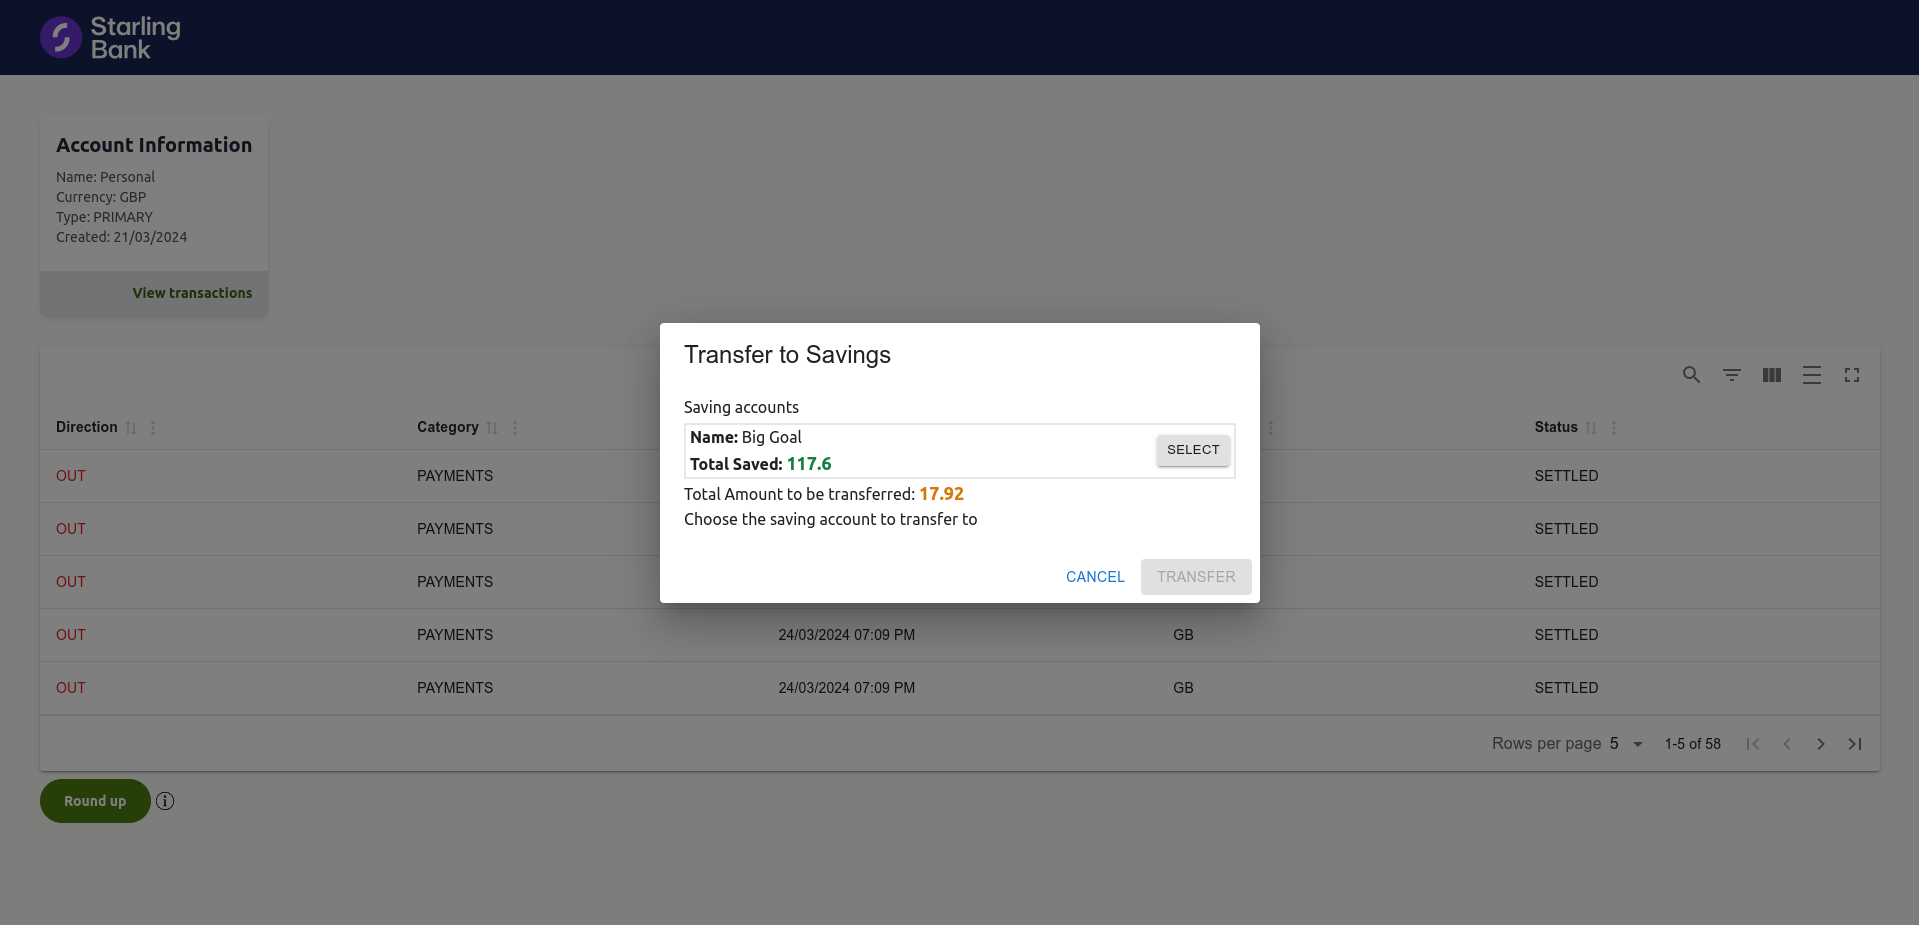 Starling
Bank
Account Information
Name: Personal
Currency: GBP
Type: PRIMARY
Created: 21/03/2024
View transactions
Transfer to Savings
Saving accounts
Name: Big Goal
Total Saved: 117.6
SELECT
Total Amount to be transferred: 17.92
Choose the saving account to transfer to
CANCEL TRANSFER
Direction Category Status
OUT PAYMENTS SETTLED
OUT PAYMENTS SETTLED
OUT PAYMENTS SETTLED
OUT PAYMENTS 24/03/2024 07:09 PM GB SETTLED
OUT PAYMENTS 24/03/2024 07:09 PM GB SETTLED
Rows per page 5 1-5 of 58
Round up